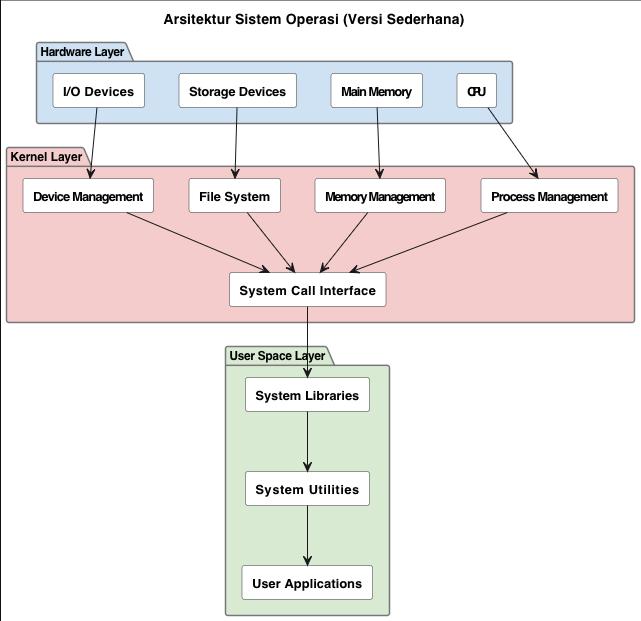 Arsitektur Sistem Operasi (Versi Sederhana)
Hardware Layer
I/O Devices
Storage Devices
Main Memory
CPU
Kernel Layer
Device Management
File System
Memory Management
Process Management
System Call Interface
User Space Layer
System Libraries
System Utilities
User Applications